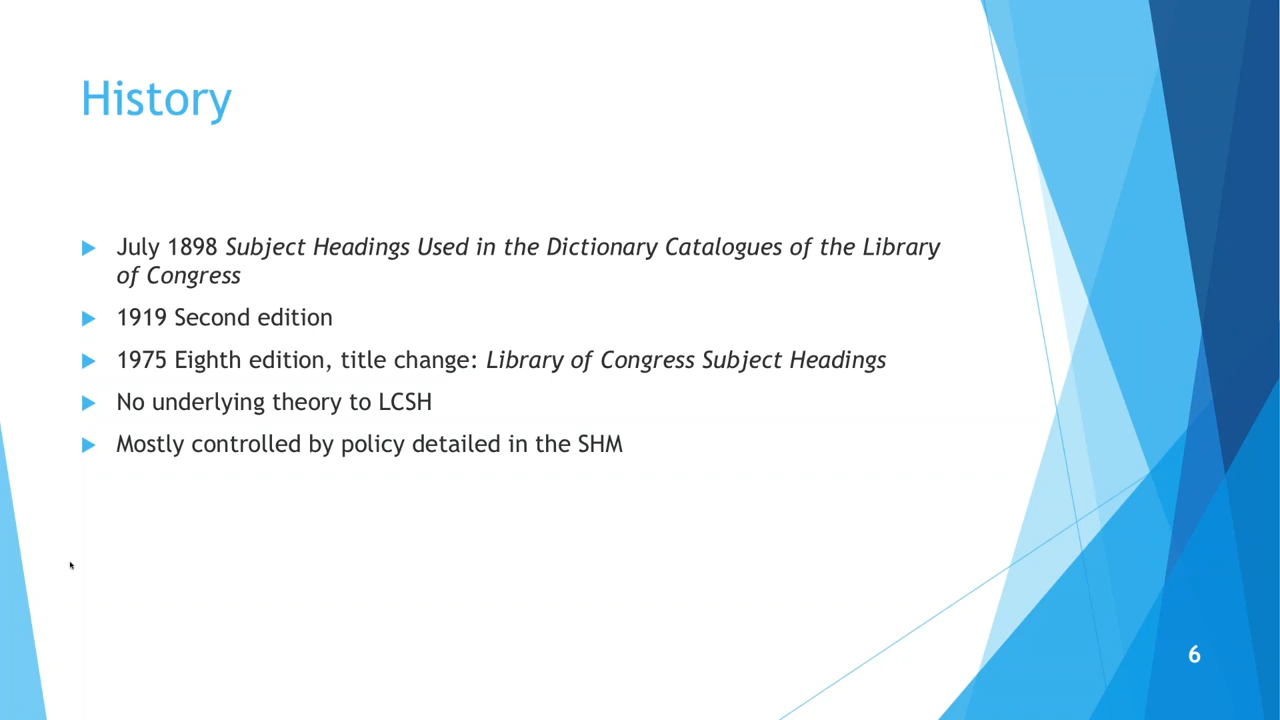 History
July 1898 Subject Headings Used in the Dictionary Catalogues of the Library
of Congress
1919 Second edition
1975 Eighth edition, title change: Library of Congress Subject Headings
No underlying theory to LCSH
Mostly controlled by policy detailed in the SHM
6